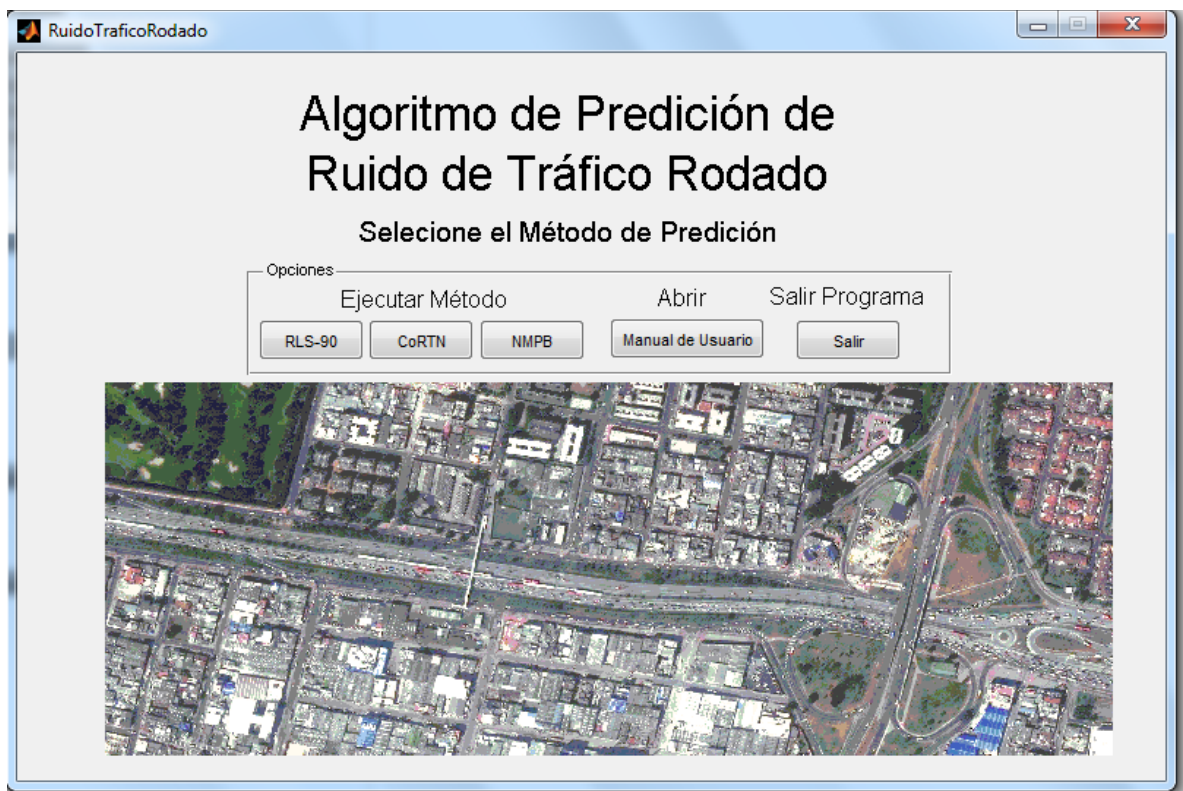 RuidoTraficoRodado
Algoritmo de Predición de
Ruido de Tráfico Rodado
Selecione el Método de Predición
Opciones
Ejecutar Método Abrir Salir Programa
RLS-90 CoRTN NMPB Manual de Usuario Salir